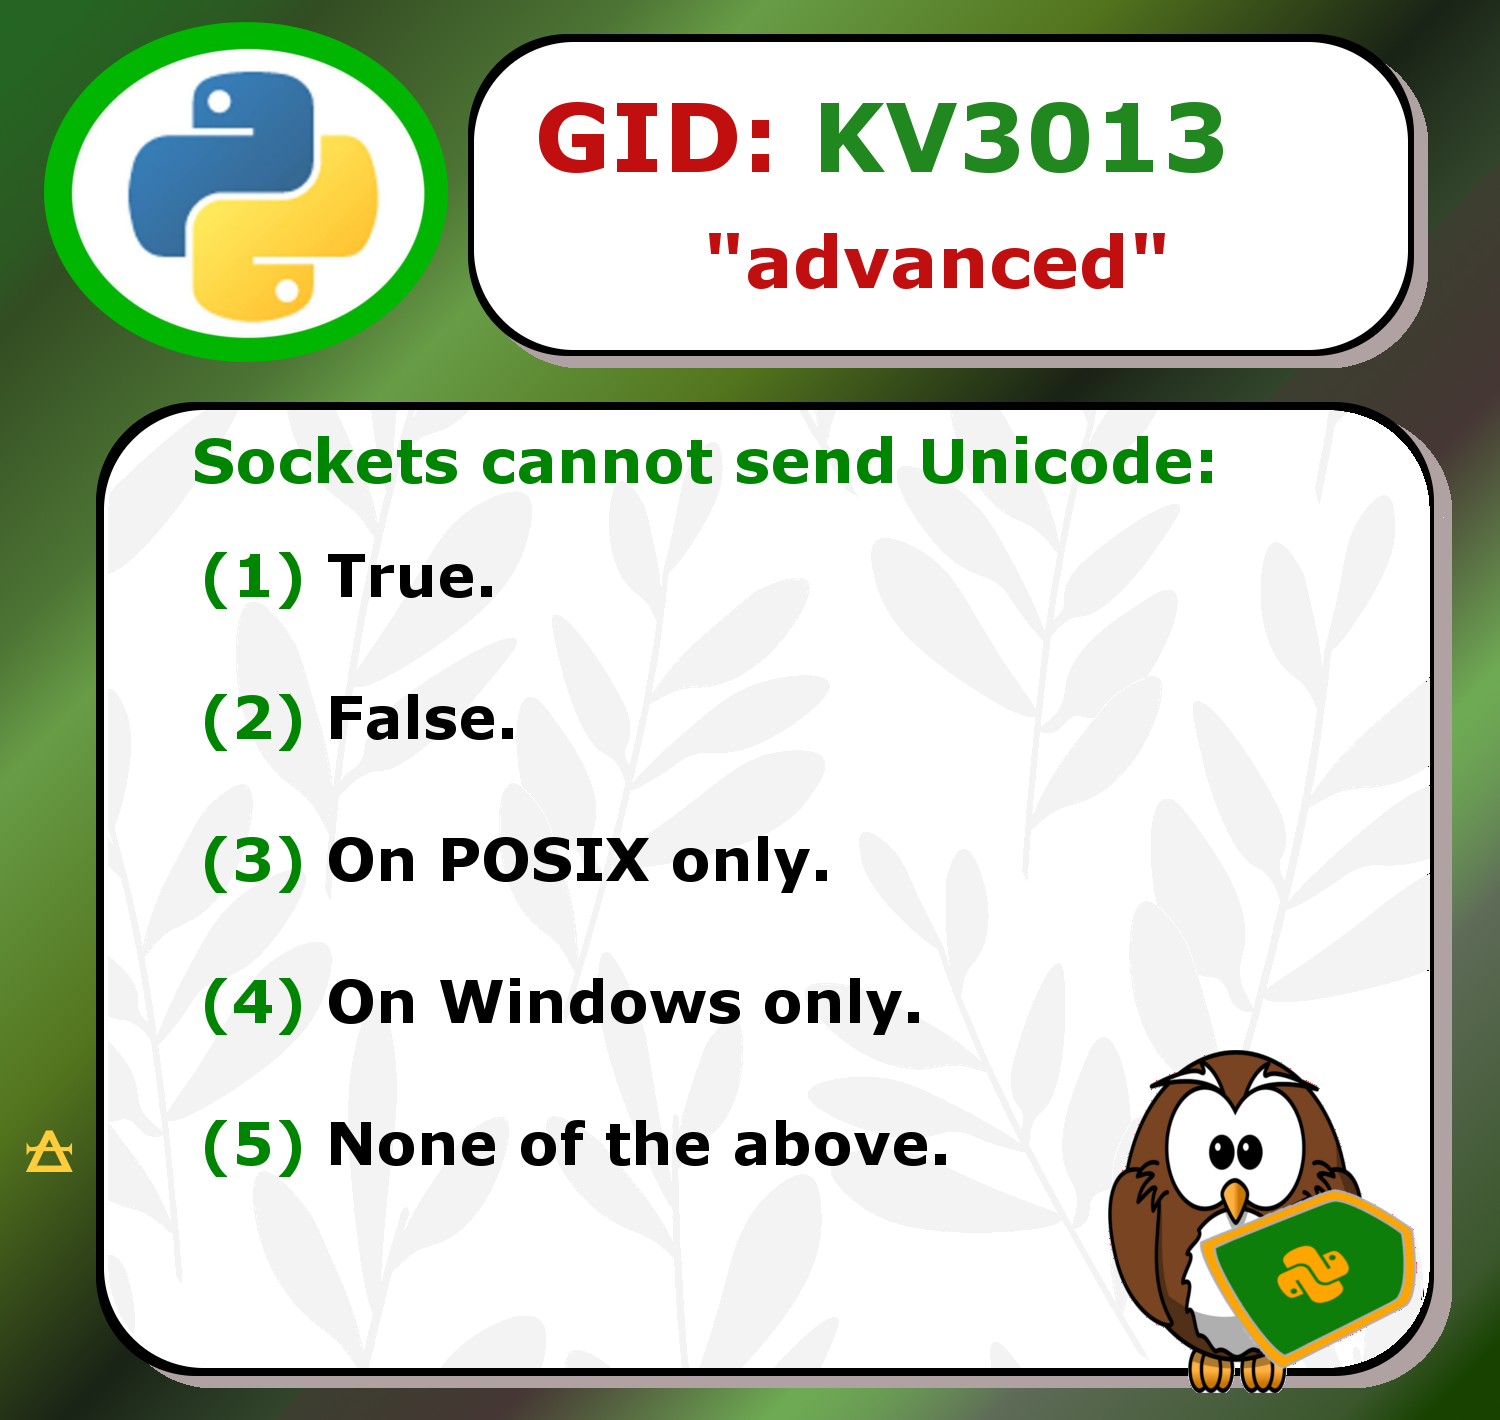 GID: KV3013
"advanced"
Sockets cannot send Unicode:
(1) True.
(2) False.
(3) On POSIX only.
(4) On Windows only.
(5) None of the above.